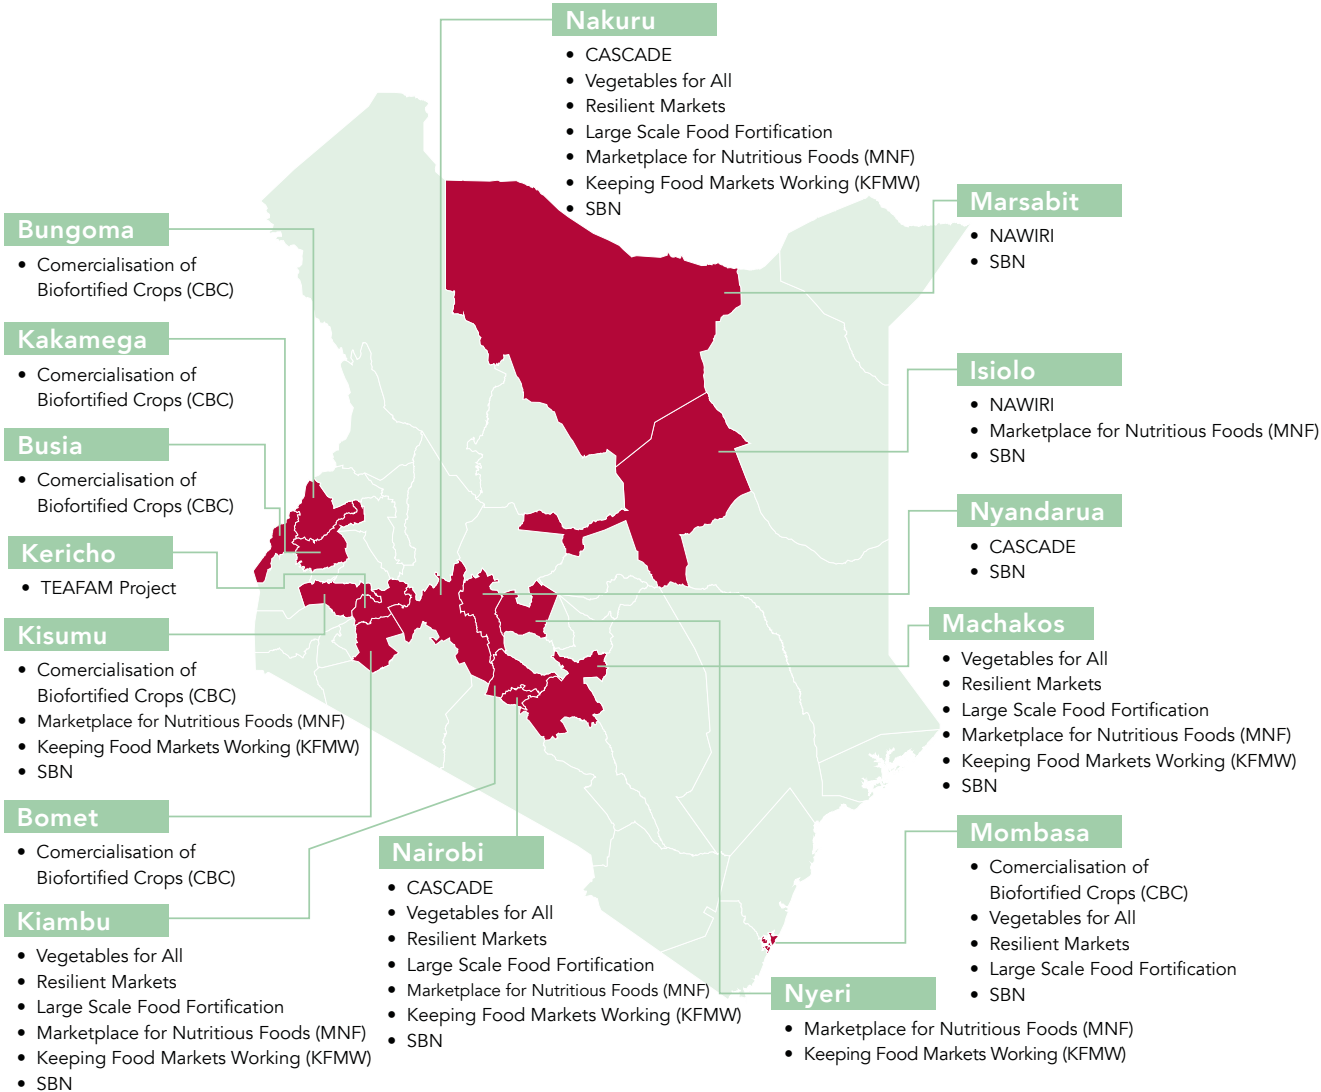 Nakuru
• CASCADE
• Vegetables for All
• Resilient Markets
• Large Scale Food Fortification
• Marketplace for Nutritious Foods (MNF)
• Keeping Food Markets Working (KFMW)
• SBN
Marsabit
• NAWIRI
• SBN
Bungoma
• Comercialisation of
Biofortified Crops (CBC)
Kakamega
• Comercialisation of
Biofortified Crops (CBC)
Isiolo
• NAWIRI
• Marketplace for Nutritious Foods (MNF)
• SBN
Busia
• Comercialisation of
Biofortified Crops (CBC)
Nyandarua
• CASCADE
• SBN
Kericho
• TEAFAM Project
Kisumu
• Comercialisation of
Biofortified Crops (CBC)
• Marketplace for Nutritious Foods (MNF)
• Keeping Food Markets Working (KFMW)
• SBN
Machakos
• Vegetables for All
• Resilient Markets
• Large Scale Food Fortification
• Marketplace for Nutritious Foods (MNF)
• Keeping Food Markets Working (KFMW)
• SBN
Bomet
• Comercialisation of
Biofortified Crops (CBC)
Mombasa
• Comercialisation of
Biofortified Crops (CBC)
• Vegetables for All
• Resilient Markets
• Large Scale Food Fortification
• SBN
Nairobi
• CASCADE
• Vegetables for All
• Resilient Markets
• Large Scale Food Fortification
• Marketplace for Nutritious Foods (MNF)
• Keeping Food Markets Working (KFMW)
• SBN
Kiambu
• Vegetables for All
• Resilient Markets
• Large Scale Food Fortification
• Marketplace for Nutritious Foods (MNF)
• Keeping Food Markets Working (KFMW)
• SBN
Nyeri
• Marketplace for Nutritious Foods (MNF)
• Keeping Food Markets Working (KFMW)